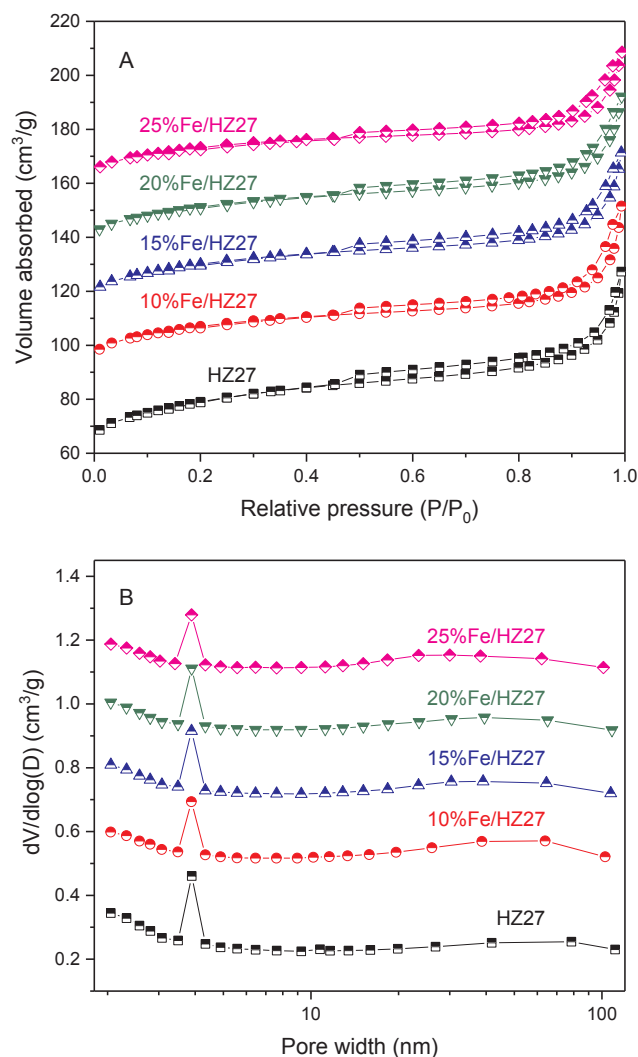 A
220
200
180
160
140
120
100
80
60
Volume absorbed (cm³/g)
25%Fe/HZ27
20%Fe/HZ27
15%Fe/HZ27
10%Fe/HZ27
HZ27
0.0 0.2 0.4 0.6 0.8 1.0
Relative pressure (P/P₀)
B
1.4
1.2
1.0
0.8
0.6
0.4
0.2
dV/dlog(D) (cm³/g)
25%Fe/HZ27
20%Fe/HZ27
15%Fe/HZ27
10%Fe/HZ27
HZ27
10 100
Pore width (nm)